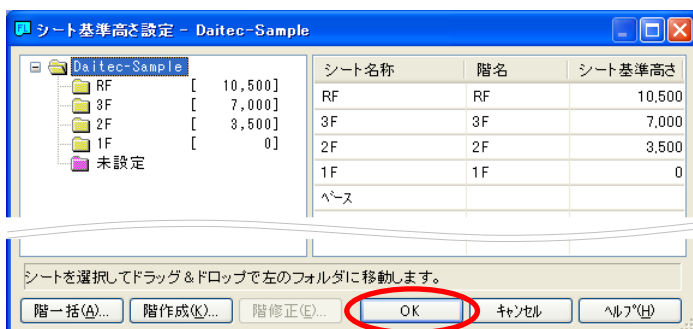 シート基準高さ設定 - Daitec-Sample
Daitec-Sample
RF [ 10,500]
3F [ 7,000]
2F [ 3,500]
1F [ 0]
未設定
シート名称 階名 シート基準高さ
RF RF 10,500
3F 3F 7,000
2F 2F 3,500
1F 1F 0
ベース
シートを選択してドラッグ&ドロップで左のフォルダに移動します。
階一括(A)... 階作成(K)... 階修正(E)... OK キャンセル ヘルプ(H)